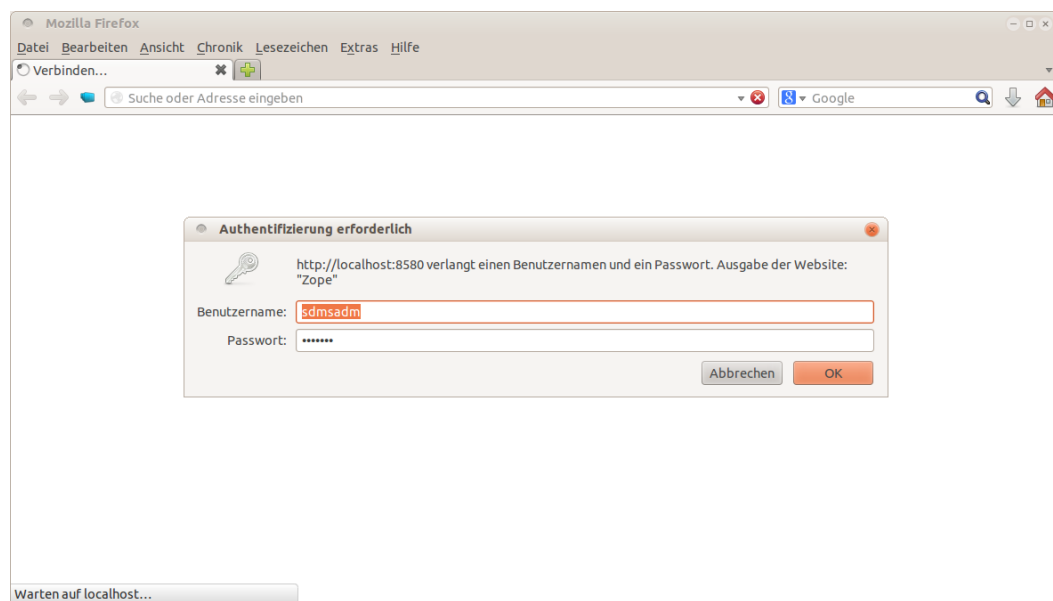 Mozilla Firefox
Datei Bearbeiten Ansicht Chronik Lesezeichen Extras Hilfe
Verbinden...
Suche oder Adresse eingeben
8 Google
Authentifizierung erforderlich
http://localhost:8580 verlangt einen Benutzernamen und ein Passwort. Ausgabe der Website:
"Zope"
Benutzername: sdmsadm
Passwort: •••••••
Abbrechen OK
Warten auf localhost...